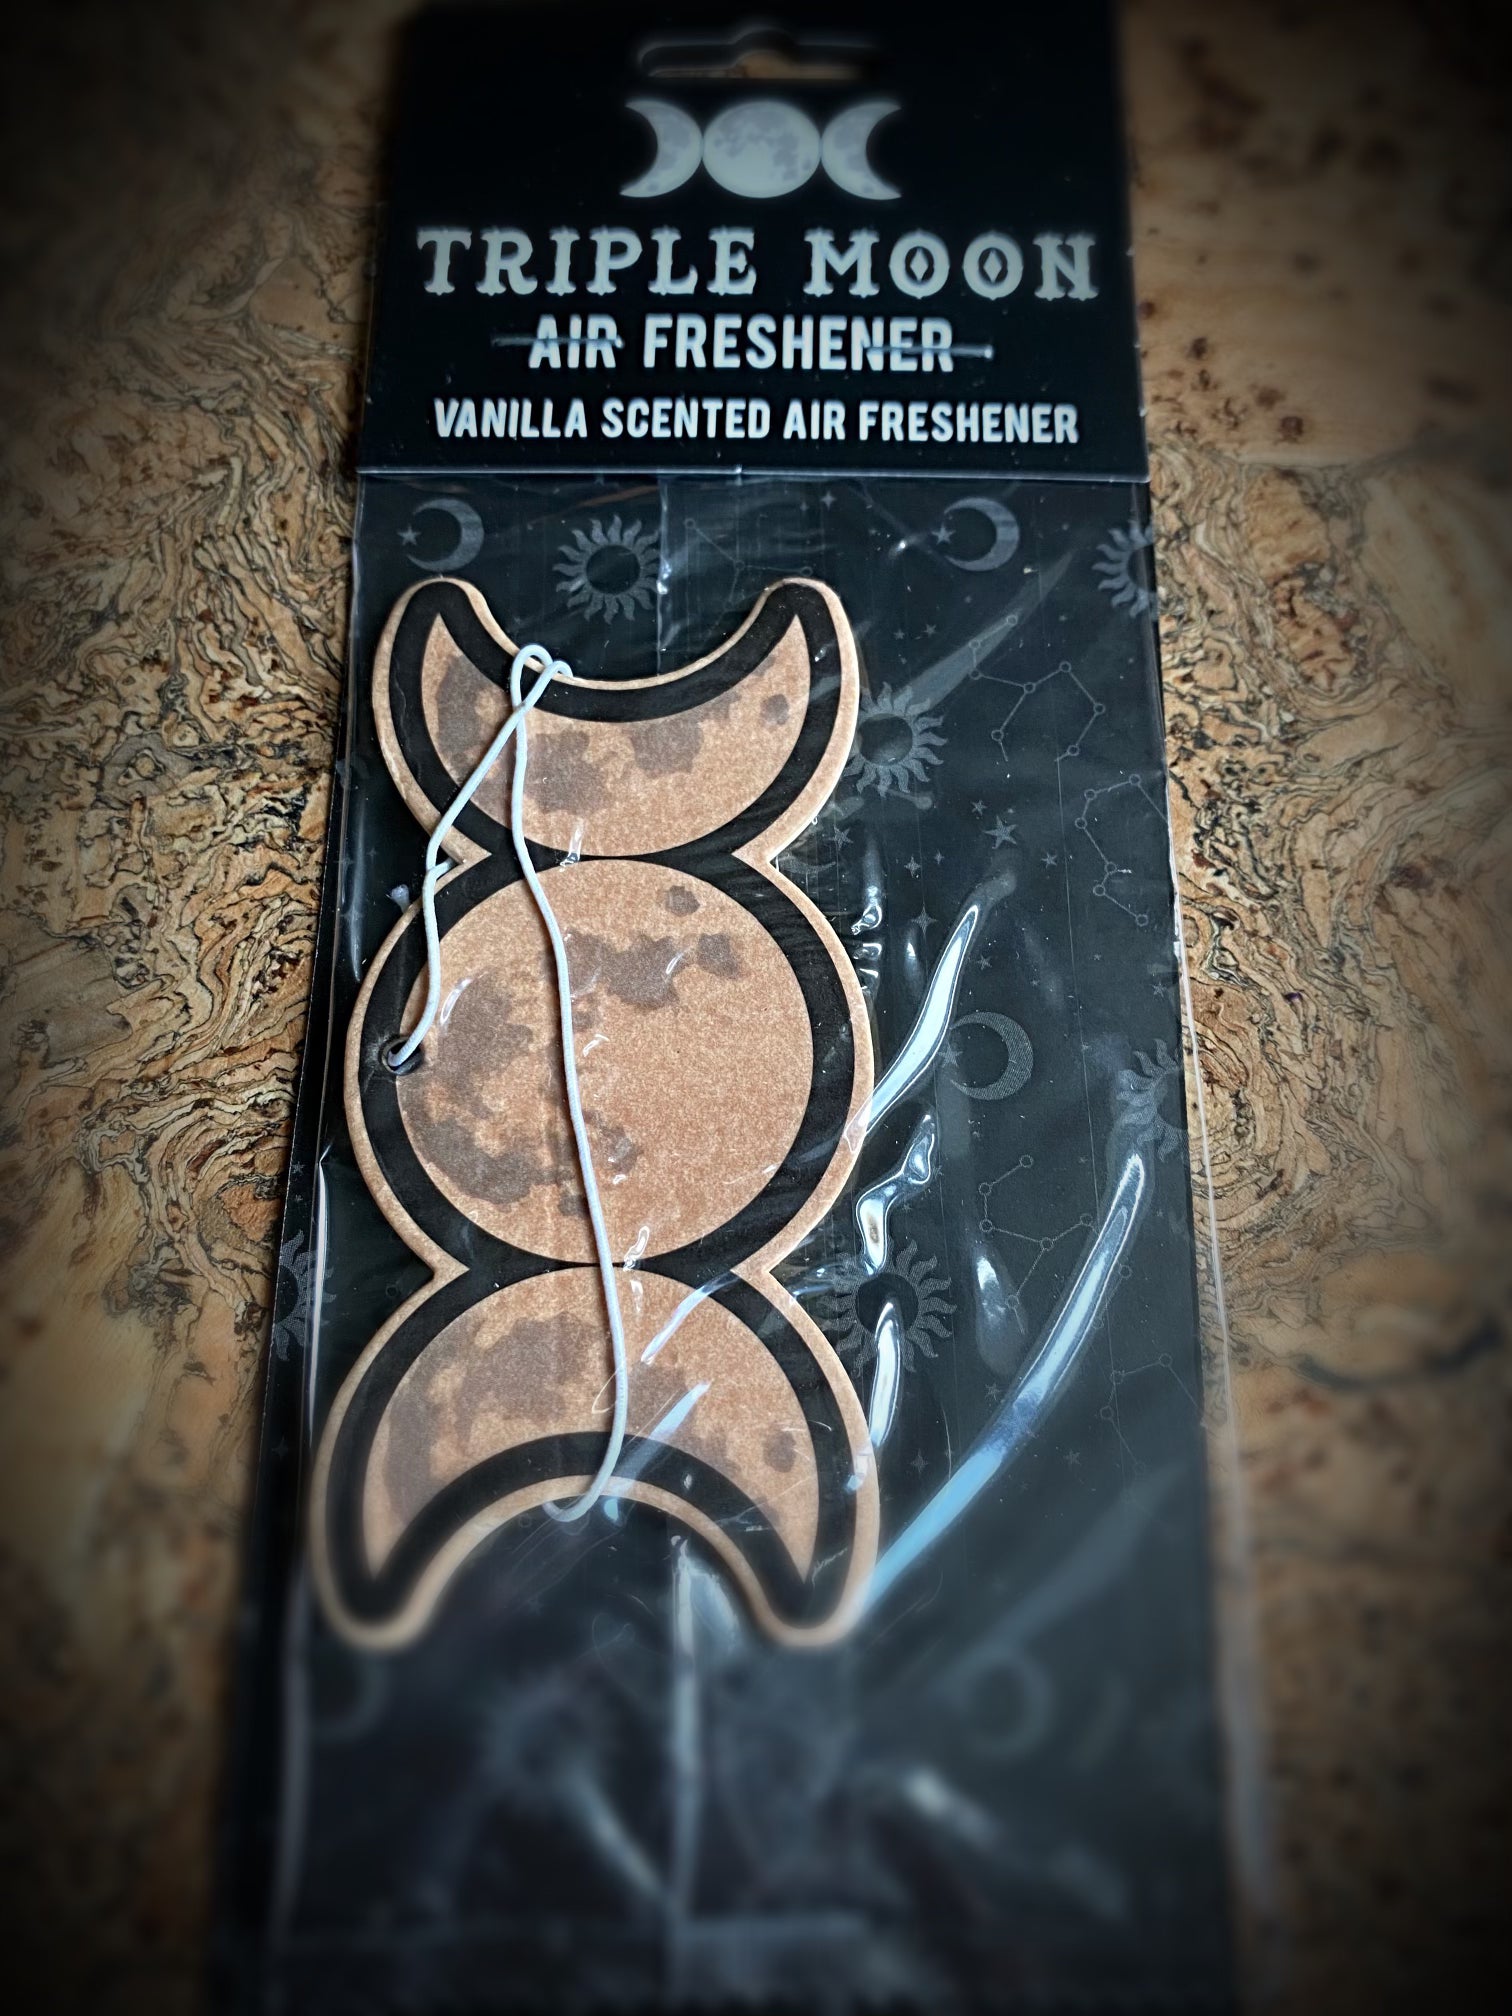 TRIPLE MOON
AIR FRESHENER
VANILLA SCENTED AIR FRESHENER